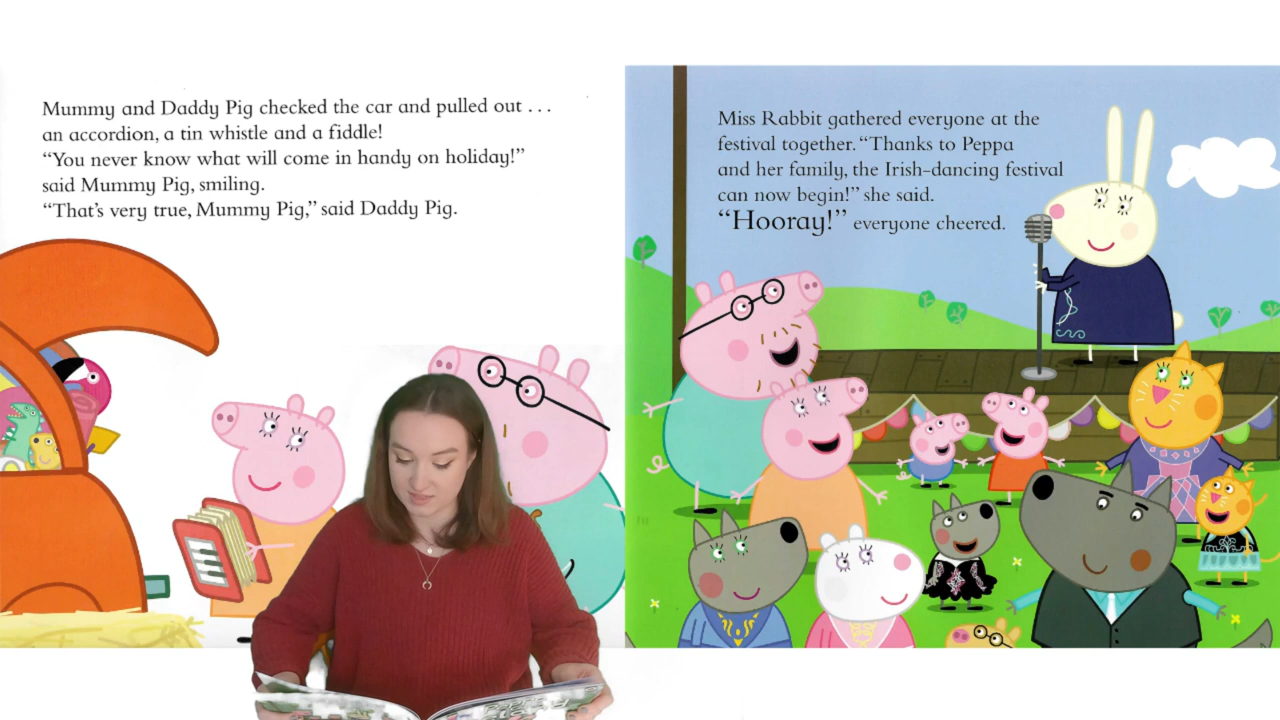 Mummy and Daddy Pig checked the car and pulled out . . .
an accordion, a tin whistle and a fiddle!
“You never know what will come in handy on holiday!”
said Mummy Pig, smiling.
“That’s very true, Mummy Pig,” said Daddy Pig.
Miss Rabbit gathered everyone at the
festival together. “Thanks to Peppa
and her family, the Irish-dancing festival
can now begin!” she said.
“Hooray!” everyone cheered.